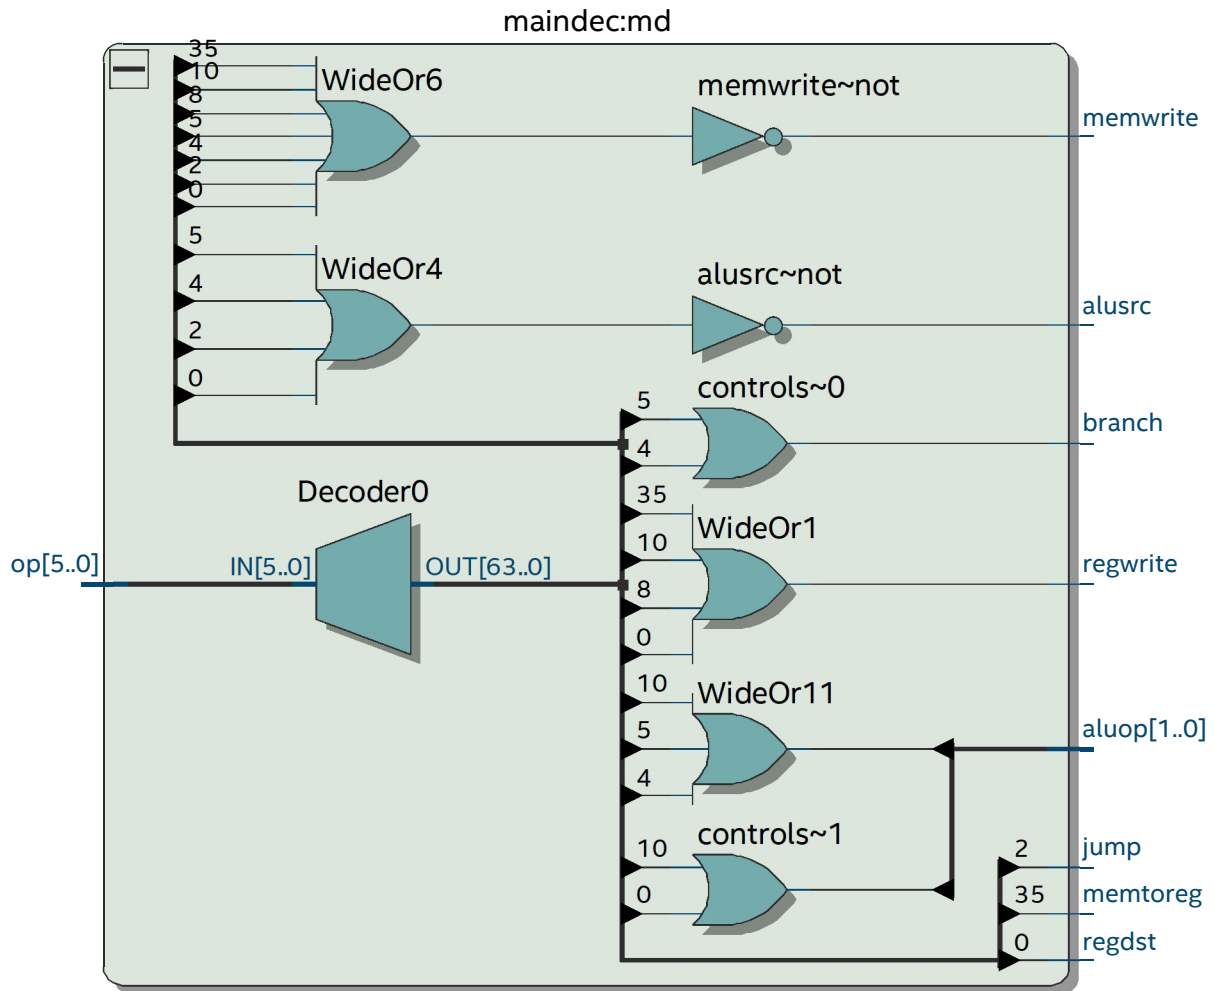 maindec:md
35
10
8
5
4
2
0
WideOr6
memwrite~not
memwrite
5
4
2
0
WideOr4
alusrc~not
alusrc
controls~0
5
4
branch
Decoder0
op[5..0]
IN[5..0]
OUT[63..0]
35
10
8
0
WideOr1
regwrite
10
5
4
WideOr11
aluop[1..0]
controls~1
10
0
2
jump
35
memtoreg
0
regdst